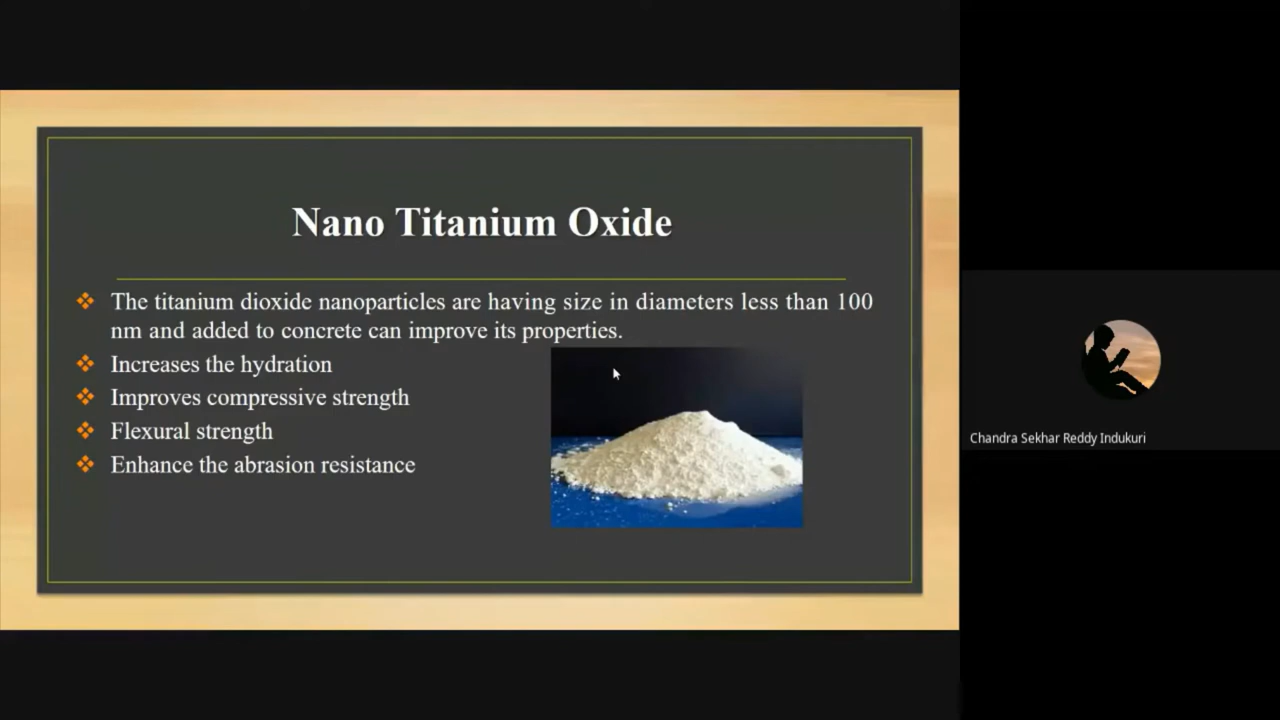 Nano Titanium Oxide
The titanium dioxide nanoparticles are having size in diameters less than 100
nm and added to concrete can improve its properties.
Increases the hydration
Improves compressive strength
Flexural strength
Enhance the abrasion resistance
Chandra Sekhar Reddy Indukuri